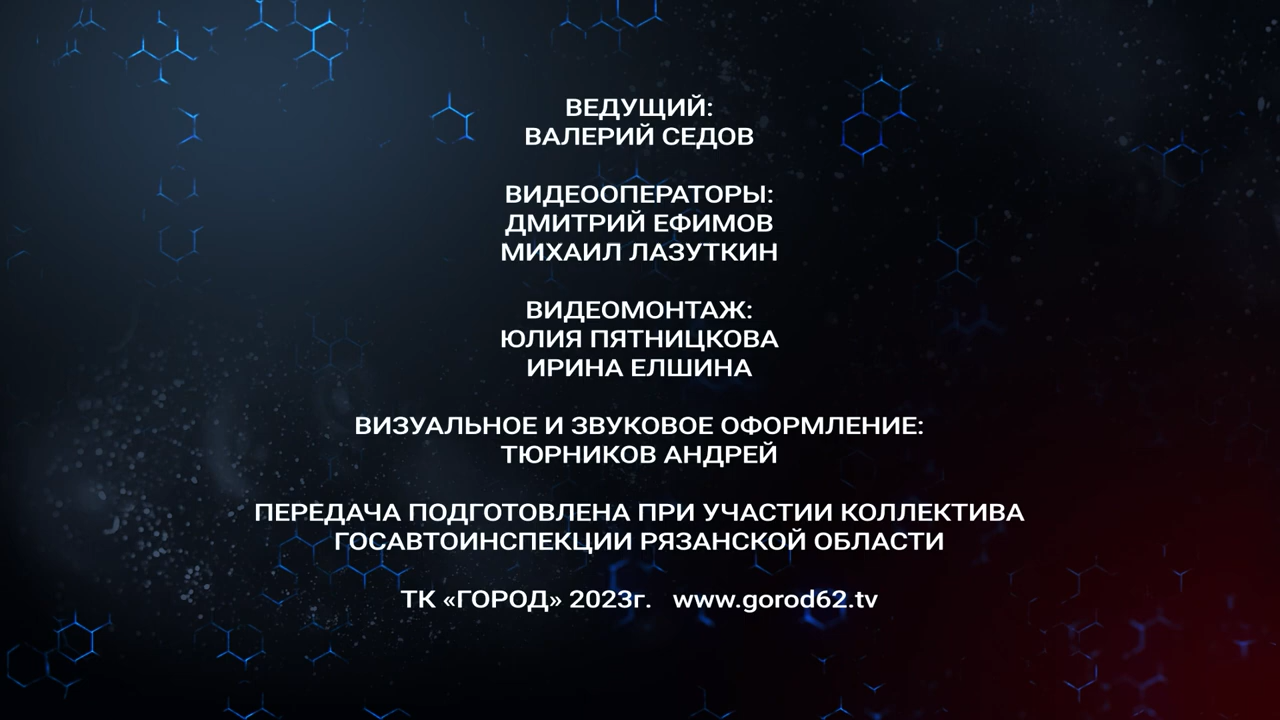 ВЕДУЩИЙ:
ВАЛЕРИЙ СЕДОВ
ВИДЕООПЕРАТОРЫ:
ДМИТРИЙ ЕФИМОВ
МИХАИЛ ЛАЗУТКИН
ВИДЕОМОНТАЖ:
ЮЛИЯ ПЯТНИЦКОВА
ИРИНА ЕЛШИНА
ВИЗУАЛЬНОЕ И ЗВУКОВОЕ ОФОРМЛЕНИЕ:
ТЮРНИКОВ АНДРЕЙ
ПЕРЕДАЧА ПОДГОТОВЛЕНА ПРИ УЧАСТИИ КОЛЛЕКТИВА
ГОСАВТОИНСПЕКЦИИ РЯЗАНСКОЙ ОБЛАСТИ
ТК «ГОРОД» 2023г. www.gorod62.tv